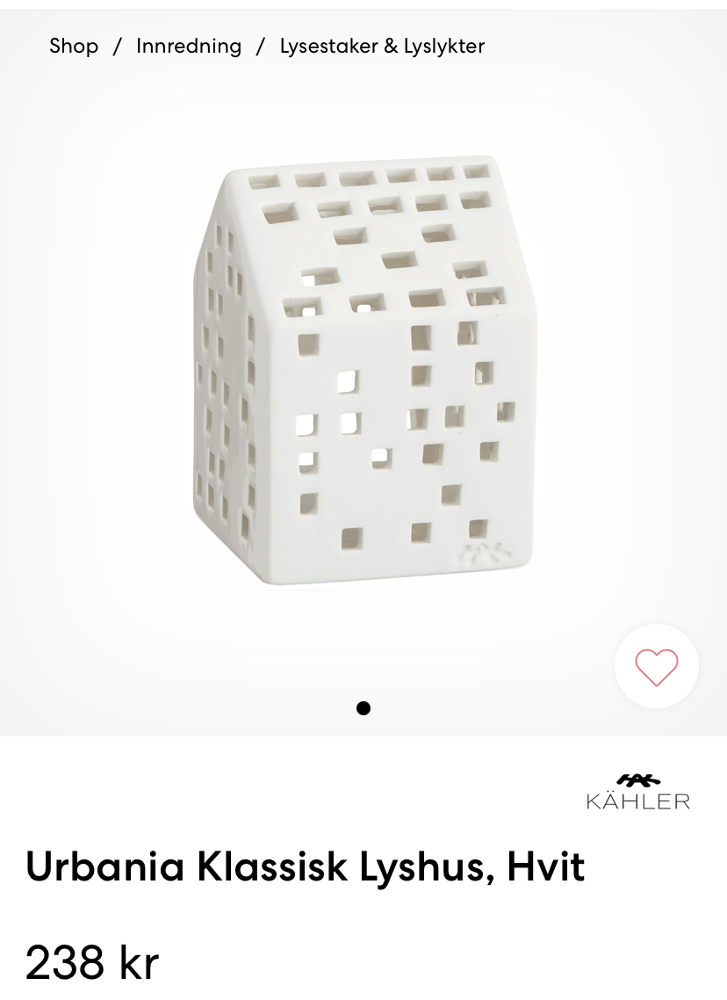 Shop / Innredning / Lysestaker & Lyslykter
KÄHLER
Urbania Klassisk Lyshus, Hvit
238 kr